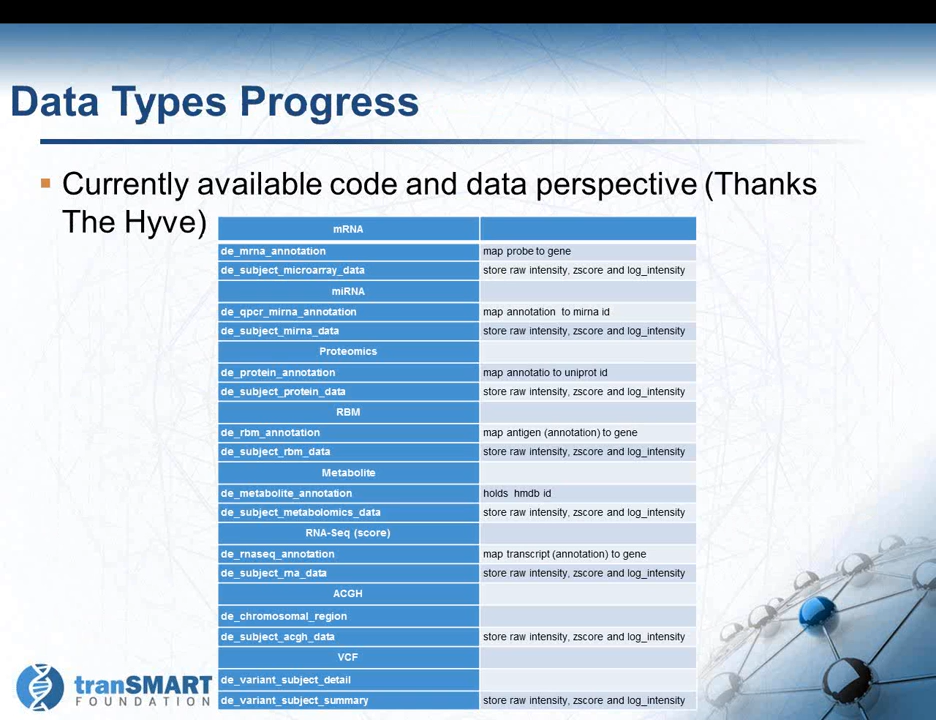 Data Types Progress
Currently available code and data perspective (Thanks
The Hyve)
mRNA
de_mrna_annotation map probe to gene
de_subject_microarray_data store raw intensity, zscore and log_intensity
miRNA
de_qpcr_mirna_annotation map annotation to mirna id
de_subject_mirna_data store raw intensity, zscore and log_intensity
Proteomics
de_protein_annotation map annotatio to uniprot id
de_subject_protein_data store raw intensity, zscore and log_intensity
RBM
de_rbm_annotation map antigen (annotation) to gene
de_subject_rbm_data store raw intensity, zscore and log_intensity
Metabolite
de_metabolite_annotation holds hmdb id
de_subject_metabolomics_data store raw intensity, zscore and log_intensity
RNA-Seq (score)
de_rnaseq_annotation map transcript (annotation) to gene
de_subject_rna_data store raw intensity, zscore and log_intensity
ACGH
de_chromosomal_region
de_subject_acgh_data store raw intensity, zscore and log_intensity
VCF
de_variant_subject_detail
de_variant_subject_summary store raw intensity, zscore and log_intensity
tranSMART
FOUNDATION